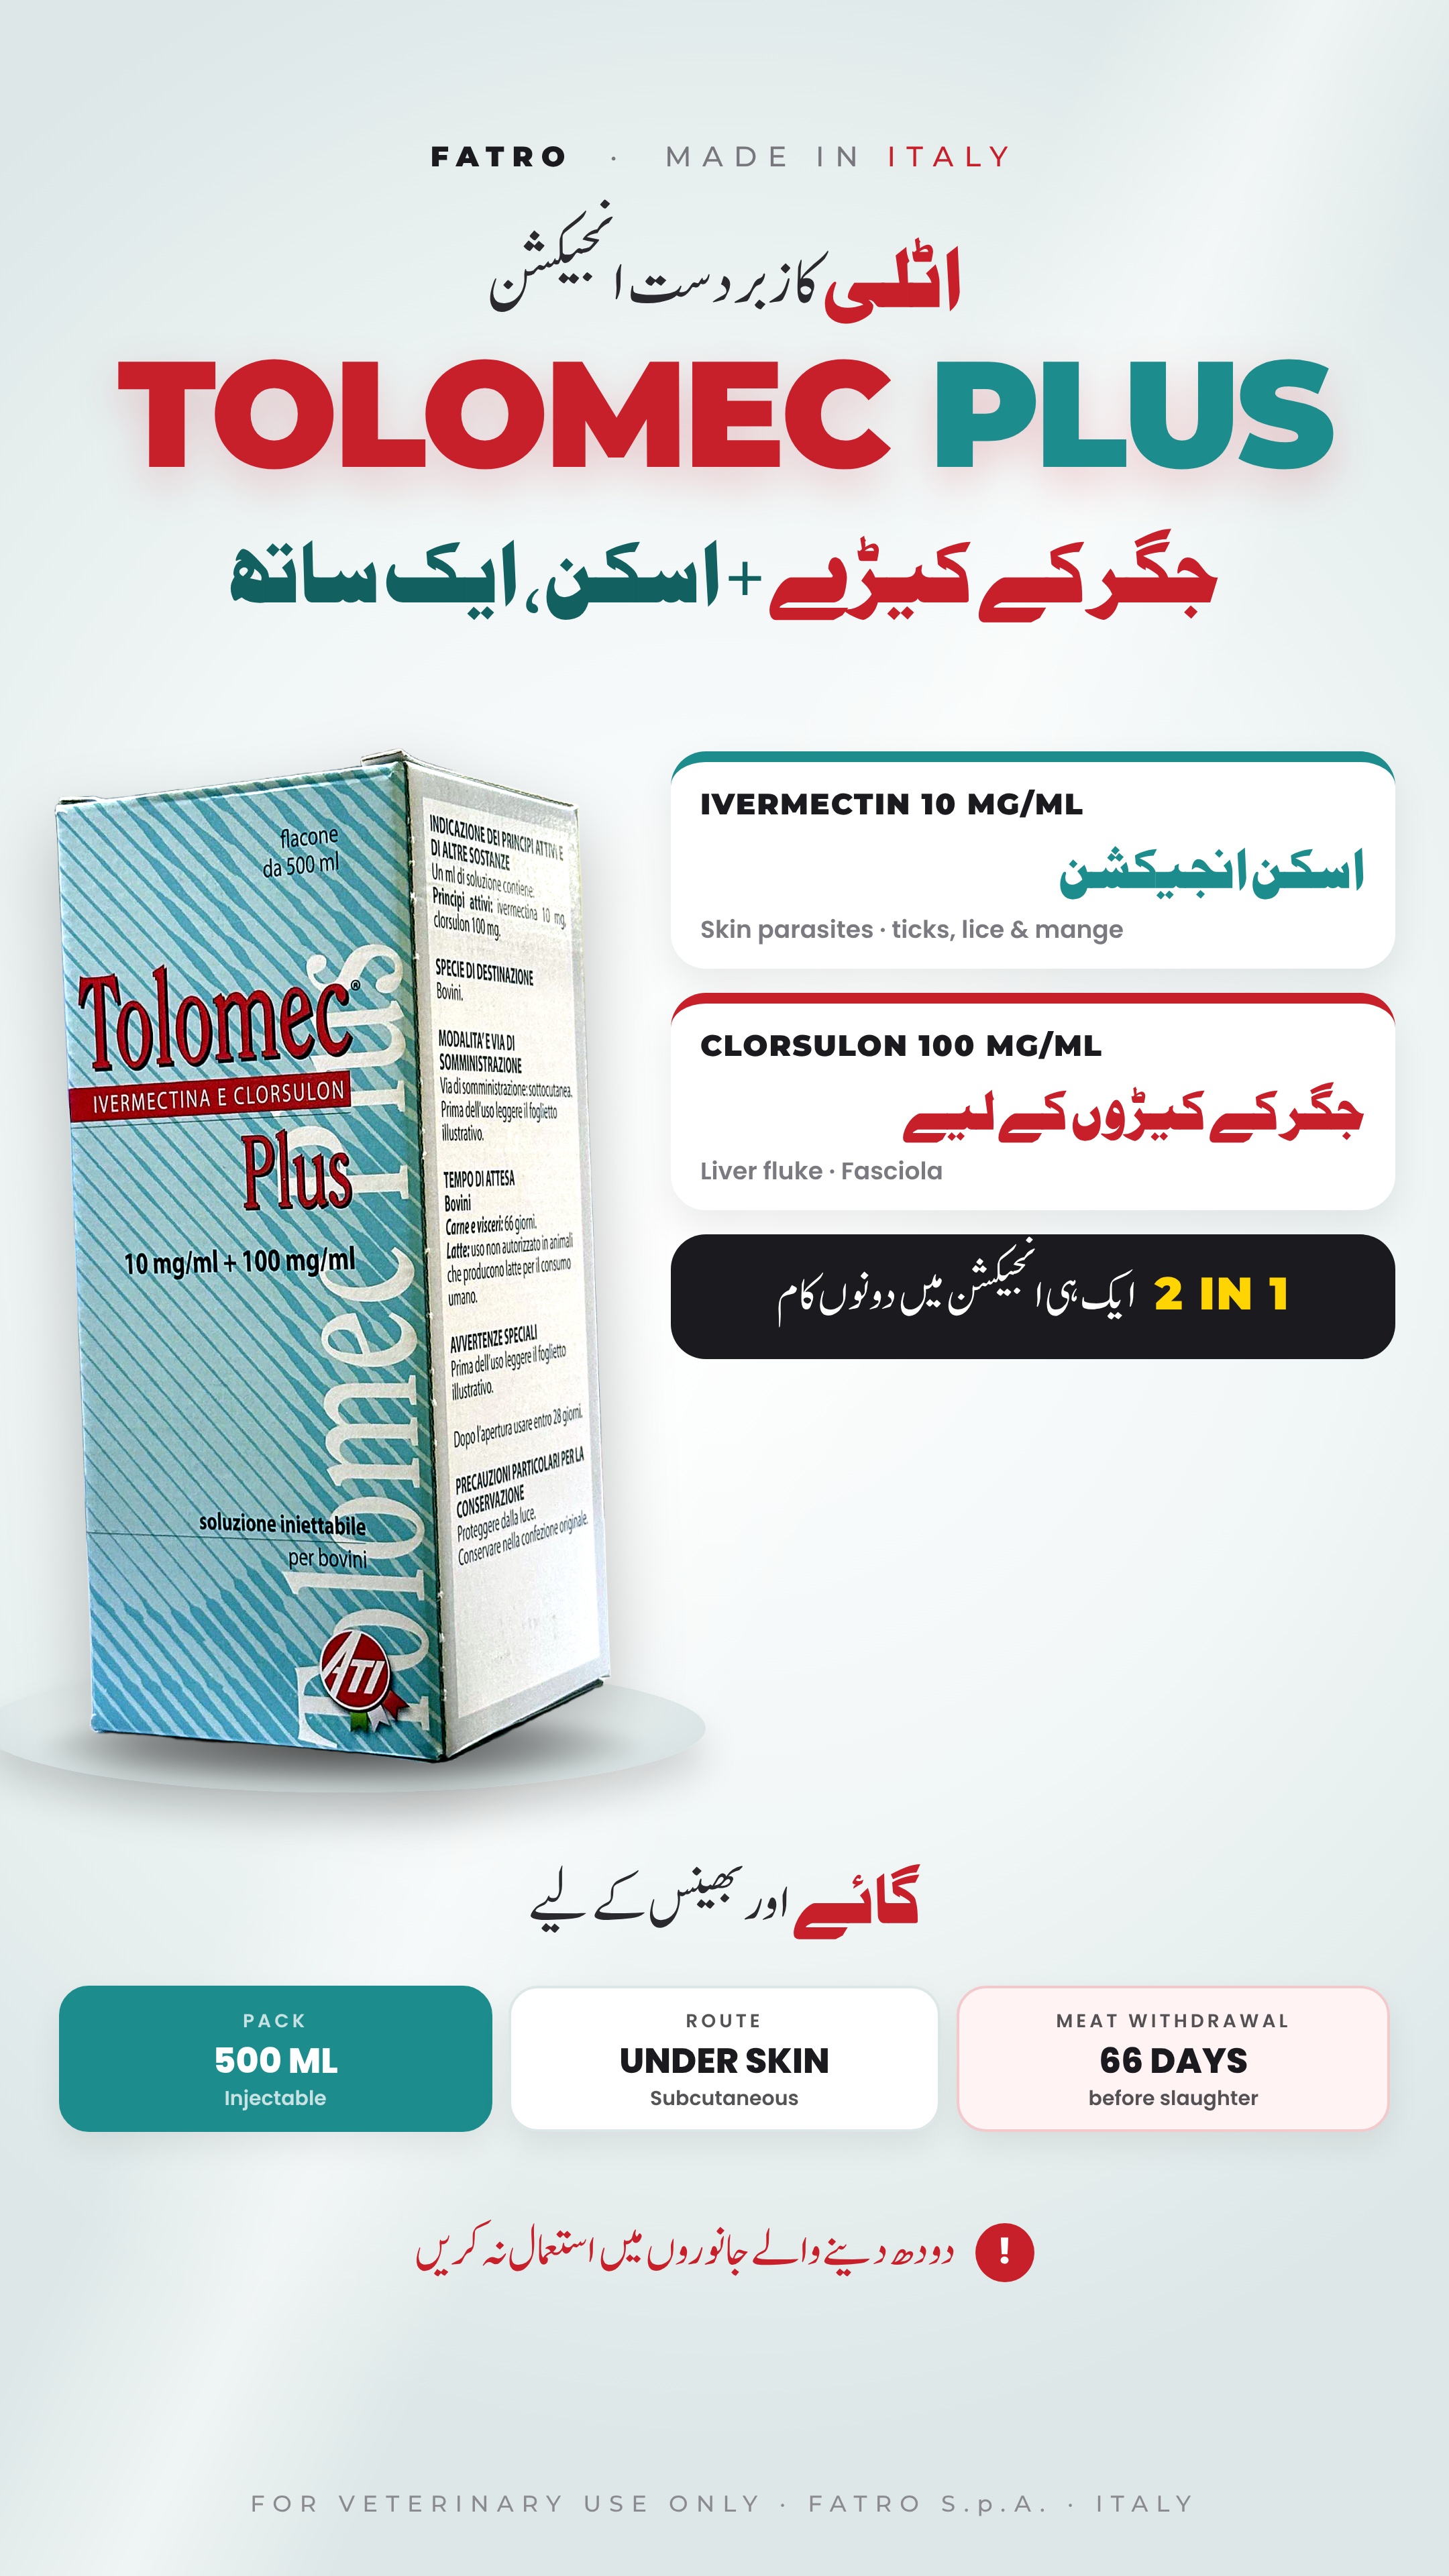 FATRO · MADE IN ITALY
اٹلی کا زبردست انجیکشن
TOLOMEC PLUS
جگر کے کیڑے + اسکن، ایک ساتھ
flacone
da 500 ml
Tolomec®
IVERMECTINA E CLORSULON
Plus
10 mg/ml + 100 mg/ml
soluzione iniettabile
per bovini
ATI
Tolomec Plus
INDICAZIONE DEI PRINCIPI ATTIVI E
DI ALTRE SOSTANZE
Un ml di soluzione contiene:
Principi attivi: ivermectina 10 mg,
clorsulon 100 mg.
SPECIE DI DESTINAZIONE
Bovini.
MODALITA' E VIA DI
SOMMINISTRAZIONE
Via di somministrazione: sottocutanea.
Prima dell'uso leggere il foglietto
illustrativo.
TEMPO DI ATTESA
Bovini
Carne e visceri: 66 giorni.
Latte: uso non autorizzato in animali
che producono latte per il consumo
umano.
AVVERTENZE SPECIALI
Prima dell'uso leggere il foglietto
illustrativo.
Dopo l'apertura usare entro 28 giorni.
PRECAUZIONI PARTICOLARI PER LA
CONSERVAZIONE
Proteggere dalla luce.
Conservare nella confezione originale.
IVERMECTIN 10 MG/ML
اسکن انجیکشن
Skin parasites · ticks, lice & mange
CLORSULON 100 MG/ML
جگر کے کیڑوں کے لیے
Liver fluke · Fasciola
2 IN 1 ایک ہی انجیکشن میں دونوں کام
گائے اور بھینس کے لیے
PACK
500 ML
Injectable
ROUTE
UNDER SKIN
Subcutaneous
MEAT WITHDRAWAL
66 DAYS
before slaughter
! دودھ دینے والے جانوروں میں استعمال نہ کریں
FOR VETERINARY USE ONLY · FATRO S.p.A. · ITALY